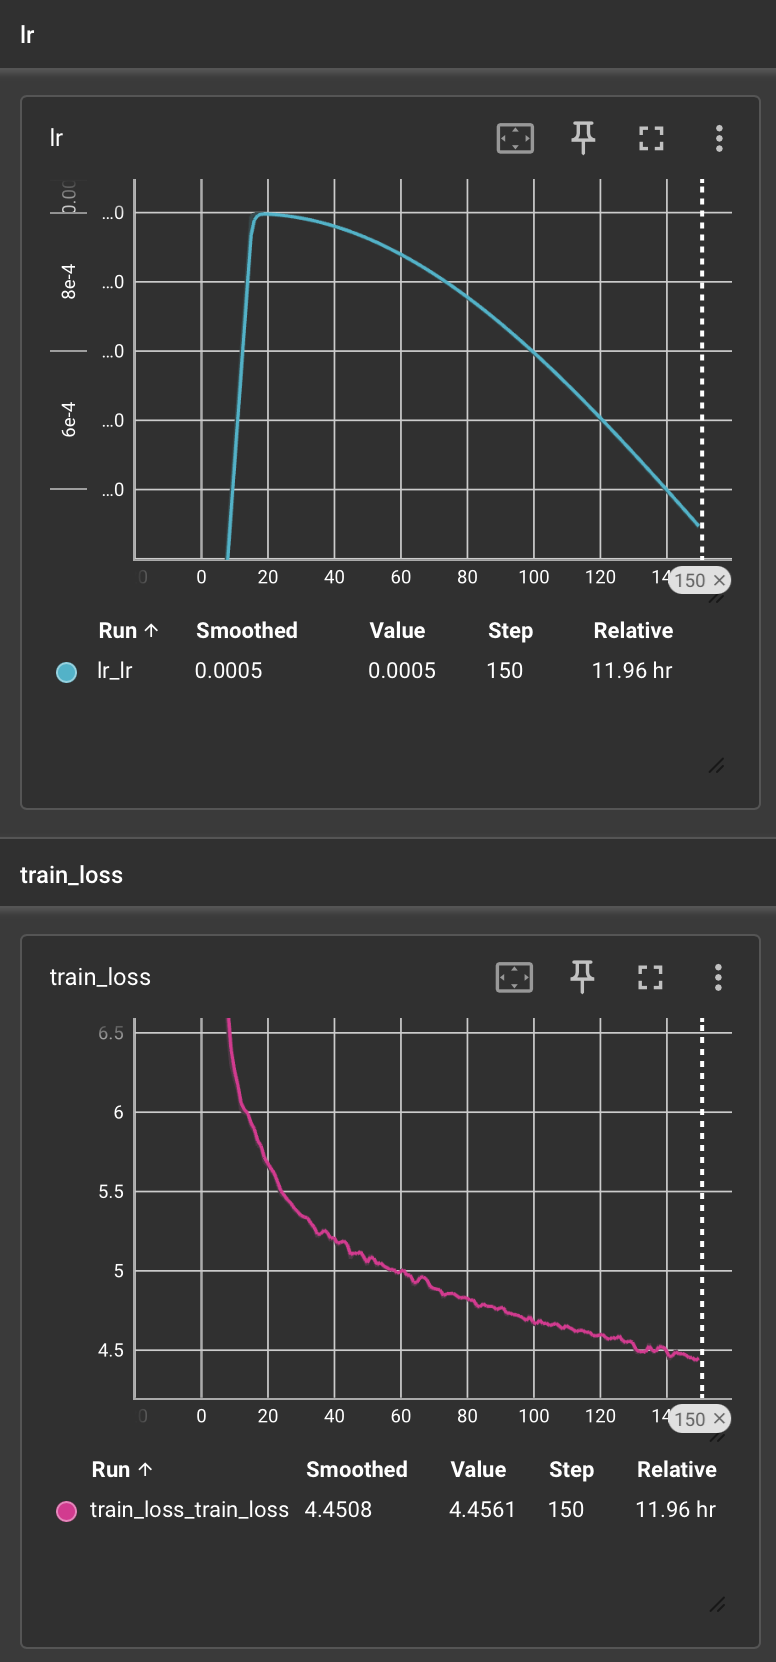 lr
lr
0.00
...0
8e-4
...0
...0
6e-4
...0
...0
0 0 20 40 60 80 100 120 14 150 ×
Run ↑ Smoothed Value Step Relative
lr_lr 0.0005 0.0005 150 11.96 hr
train_loss
train_loss
6.5
6
5.5
5
4.5
0 0 20 40 60 80 100 120 14 150 ×
Run ↑ Smoothed Value Step Relative
train_loss_train_loss 4.4508 4.4561 150 11.96 hr